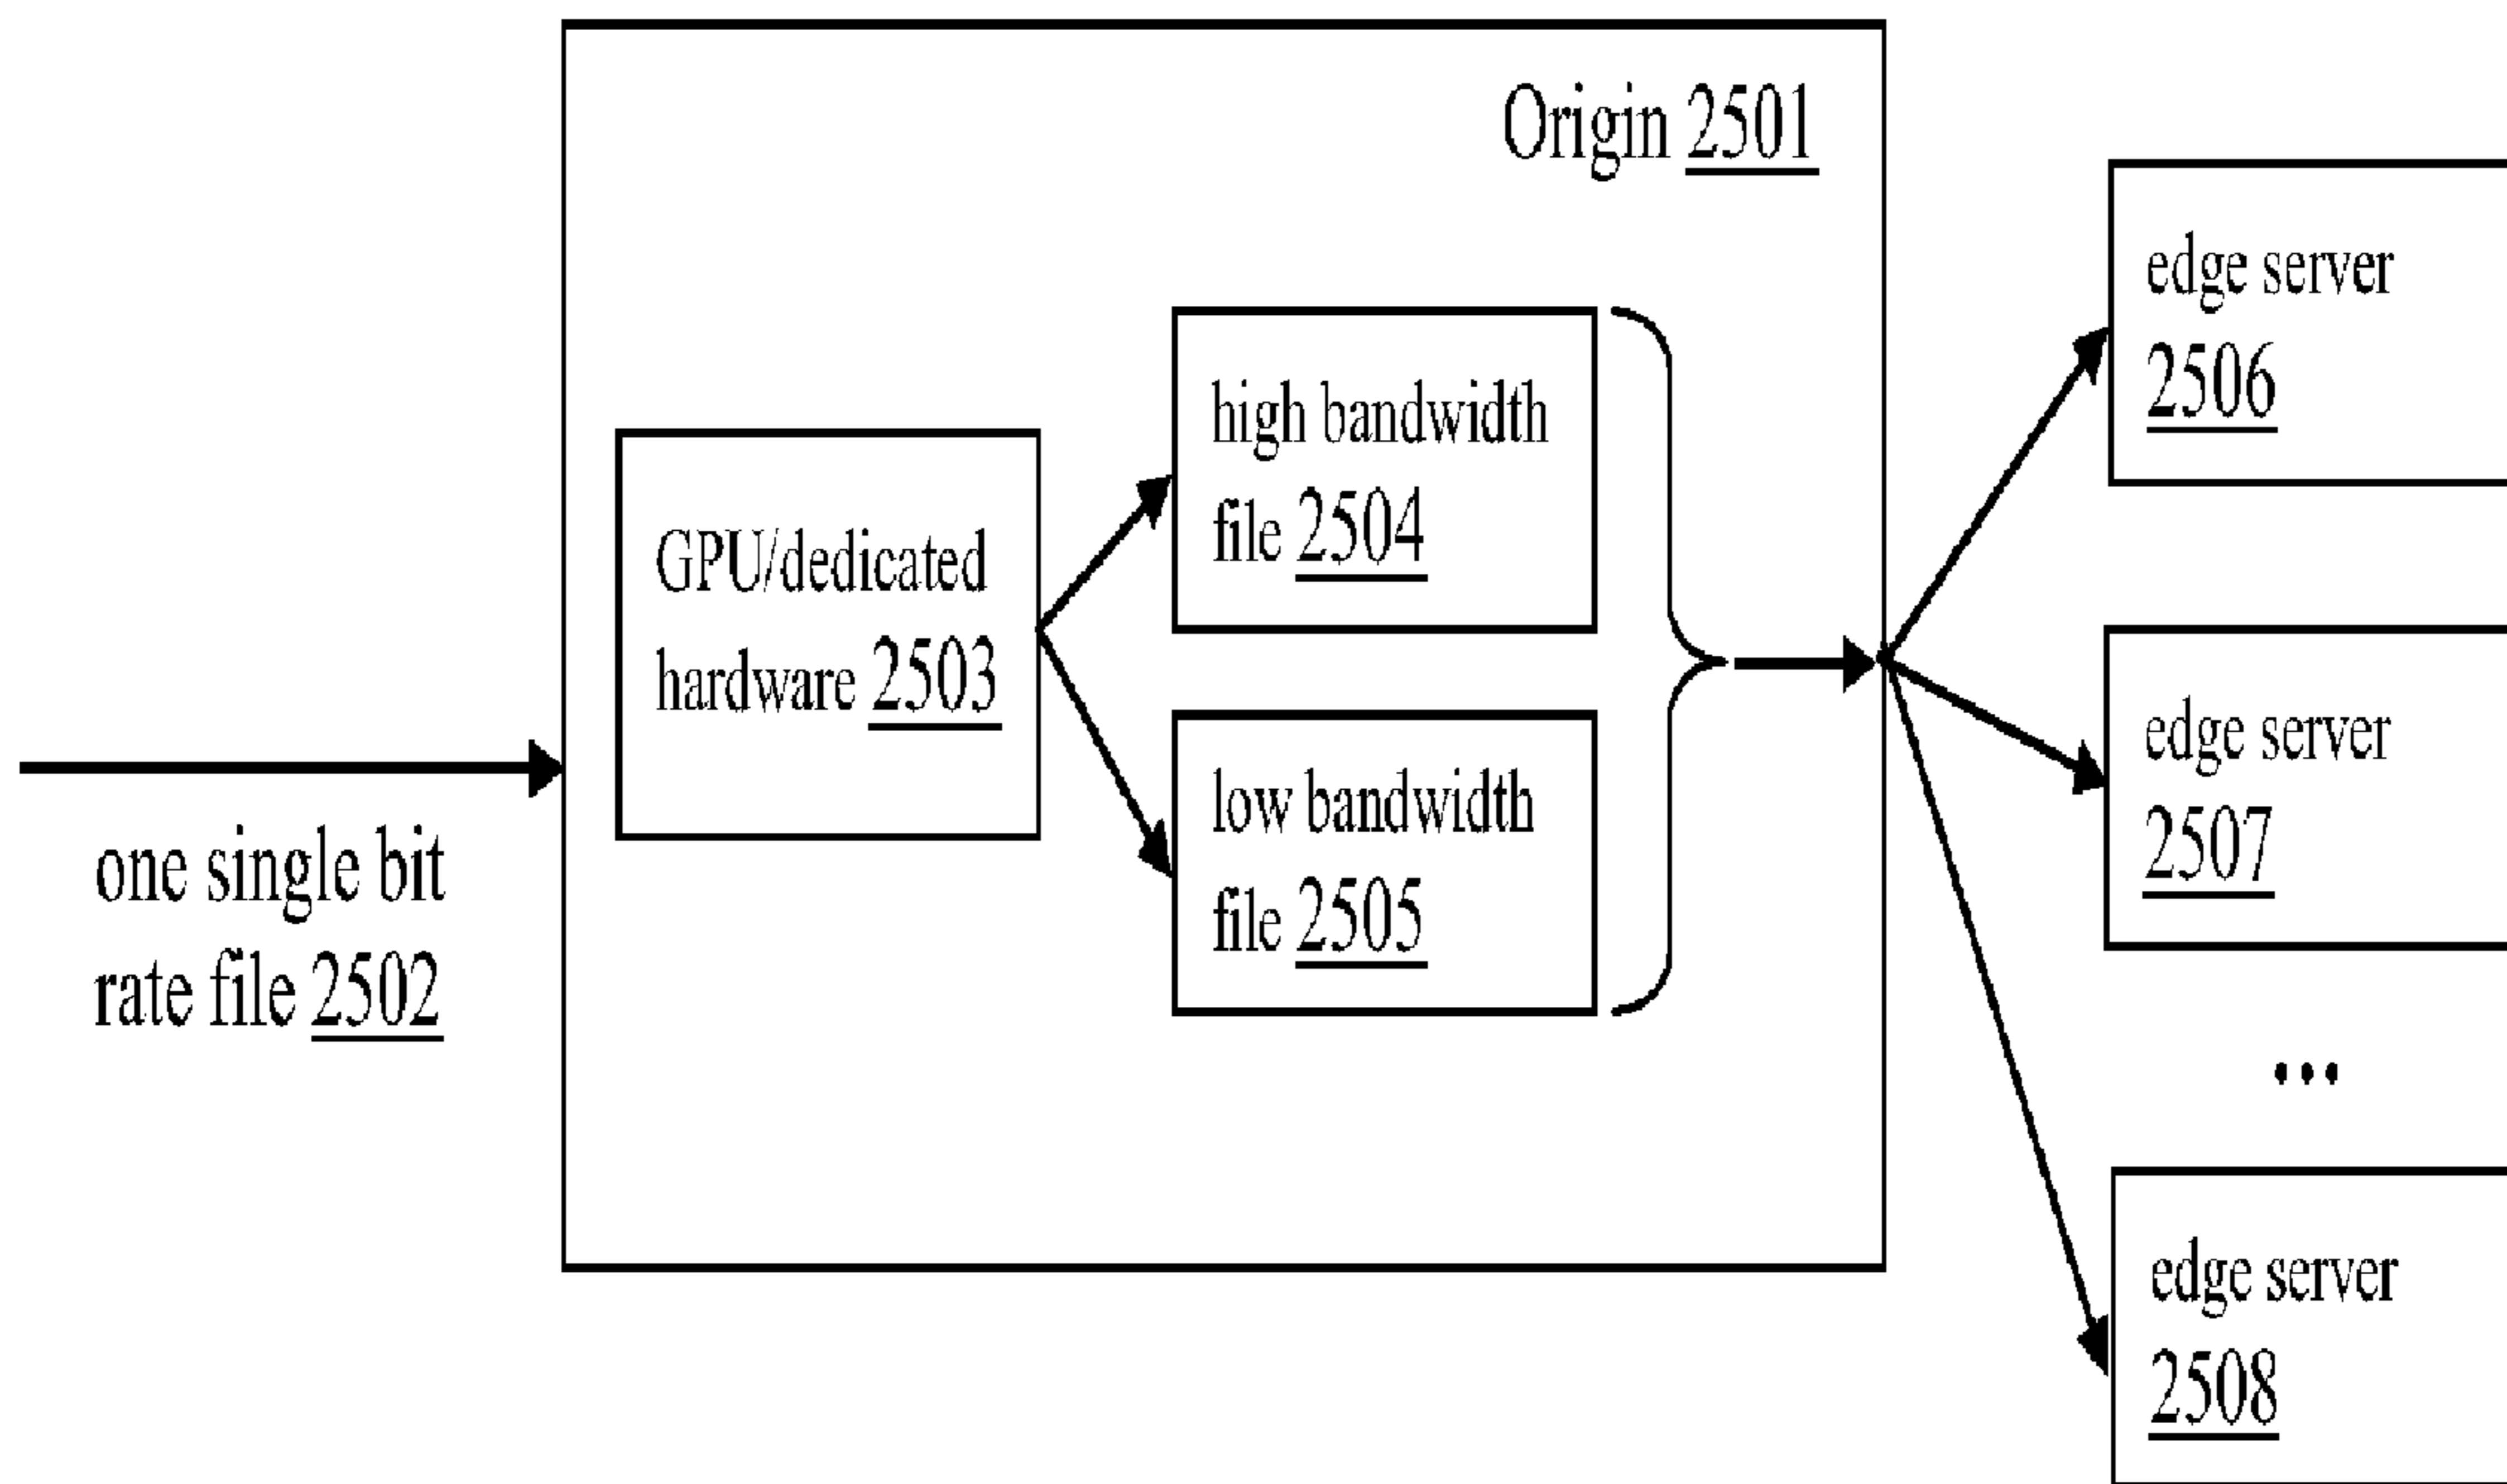 Origin 2501
one single bit
rate file 2502
GPU/dedicated
hardware 2503
high bandwidth
file 2504
low bandwidth
file 2505
edge server
2506
edge server
2507
...
edge server
2508